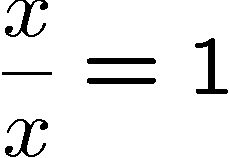 x/x = 1